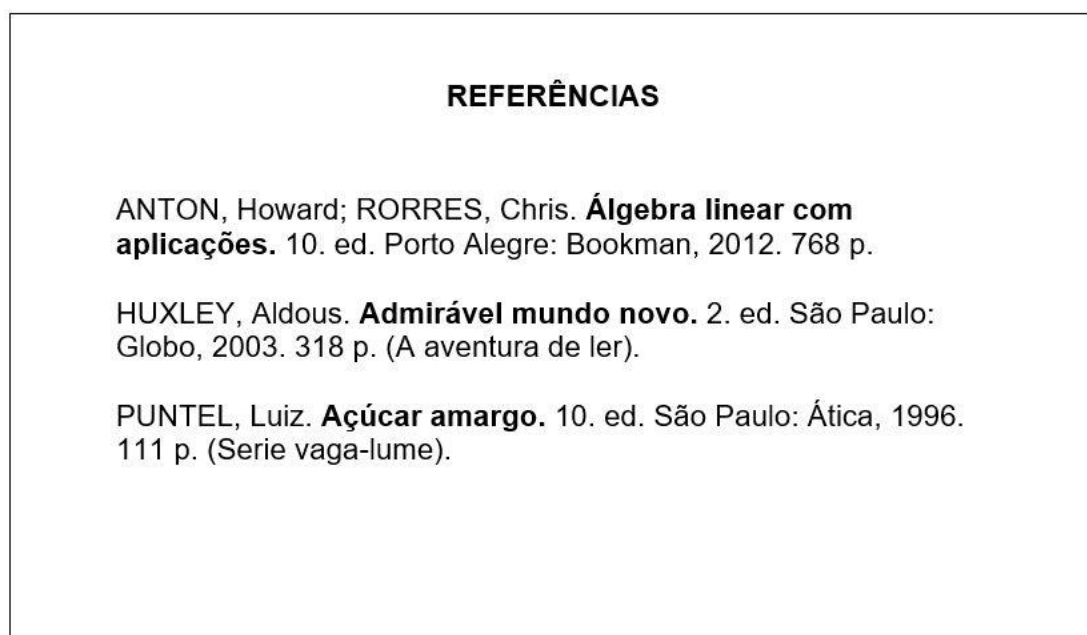 REFERÊNCIAS
ANTON, Howard; RORRES, Chris. Álgebra linear com
aplicações. 10. ed. Porto Alegre: Bookman, 2012. 768 p.
HUXLEY, Aldous. Admirável mundo novo. 2. ed. São Paulo:
Globo, 2003. 318 p. (A aventura de ler).
PUNTEL, Luiz. Açúcar amargo. 10. ed. São Paulo: Ática, 1996.
111 p. (Serie vaga-lume).